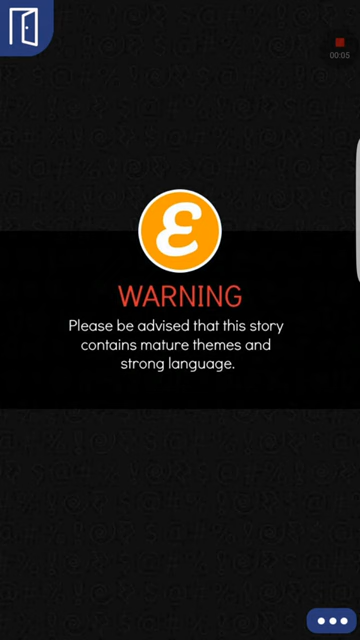 00:05
ε
WARNING
Please be advised that this story
contains mature themes and
strong language.